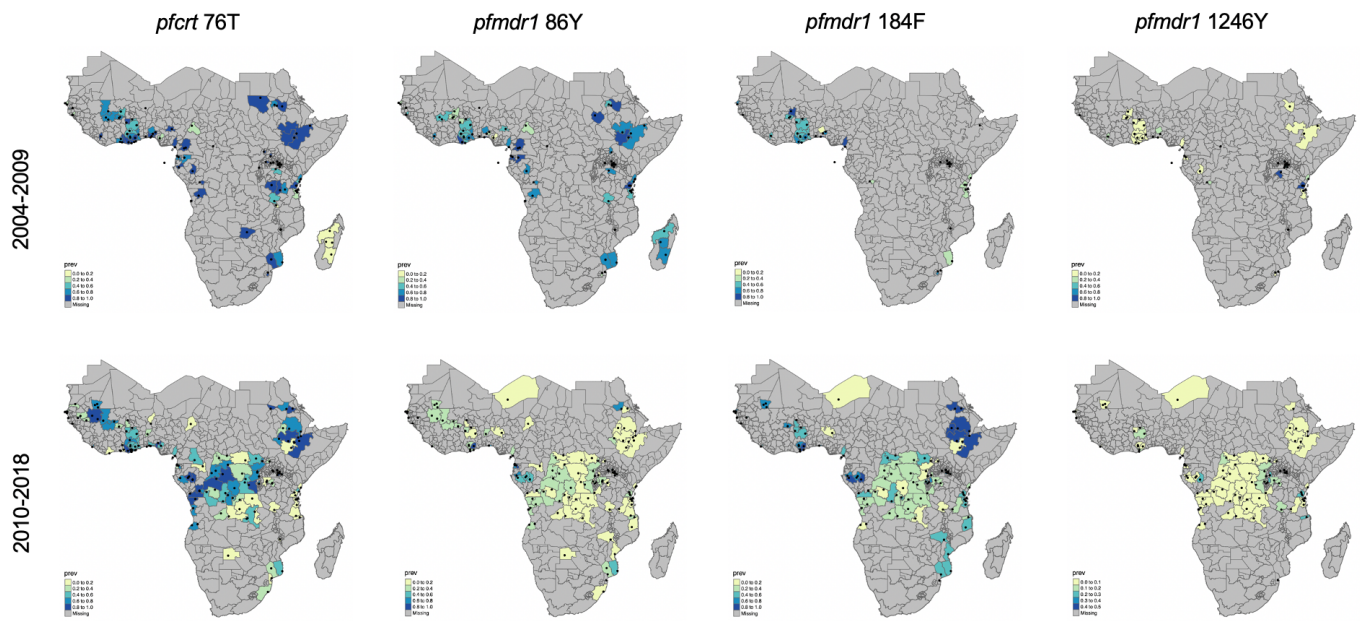 pfcrt 76T
pfmdr1 86Y
pfmdr1 184F
pfmdr1 1246Y
2004-2009
prev
0.0 to 0.2
0.2 to 0.4
0.4 to 0.6
0.6 to 0.8
0.8 to 1.0
Missing
prev
0.0 to 0.2
0.2 to 0.4
0.4 to 0.6
0.6 to 0.8
0.8 to 1.0
Missing
prev
0.0 to 0.2
0.2 to 0.4
0.4 to 0.6
0.6 to 0.8
0.8 to 1.0
Missing
prev
0.0 to 0.2
0.2 to 0.4
0.4 to 0.6
0.6 to 0.8
0.8 to 1.0
Missing
2010-2018
prev
0.0 to 0.2
0.2 to 0.4
0.4 to 0.6
0.6 to 0.8
0.8 to 1.0
Missing
prev
0.0 to 0.2
0.2 to 0.4
0.4 to 0.6
0.6 to 0.8
0.8 to 1.0
Missing
prev
0.0 to 0.2
0.2 to 0.4
0.4 to 0.6
0.6 to 0.8
0.8 to 1.0
Missing
prev
0.0 to 0.1
0.1 to 0.2
0.2 to 0.3
0.3 to 0.4
0.4 to 0.5
Missing